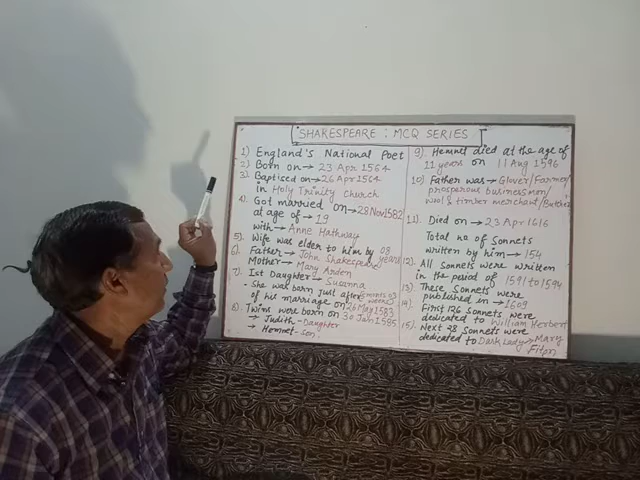 SHAKESPEARE : MCQ SERIES
1) England's National Poet
2) Born on → 23 Apr 1564
3) Baptised on → 26 Apr 1564
in Holy Trinity Church
4) Got married on → 28 Nov 1582
at age of → 19
with → Anne Hathway
5) Wife was elder to him by 08 years
6) Father → John Shakespeare
Mother → Mary Arden
7) Ist Daughter → Susanna
- She was born just after 6 months 03 weeks
of his marriage on 26 May 1583
8) Twins were born on 30 Jan 1585
→ Judith - Daughter
→ Hemnet - Son
9) Hemnet died at the age of
11 years on 11 Aug 1596
10) Father was → Glover/Farmer/
prosperous businessman/
wool & timber merchant/Butcher
11) Died on → 23 Apr 1616
Total no of Sonnets
written by him → 154
12) All Sonnets were written
in the period of 1591 to 1594
13) These Sonnets were
published in → 1609
14) First 126 Sonnets were
dedicated to William Herbert
15) Next 28 Sonnets were
dedicated to Dark Lady → Mary
Fitton